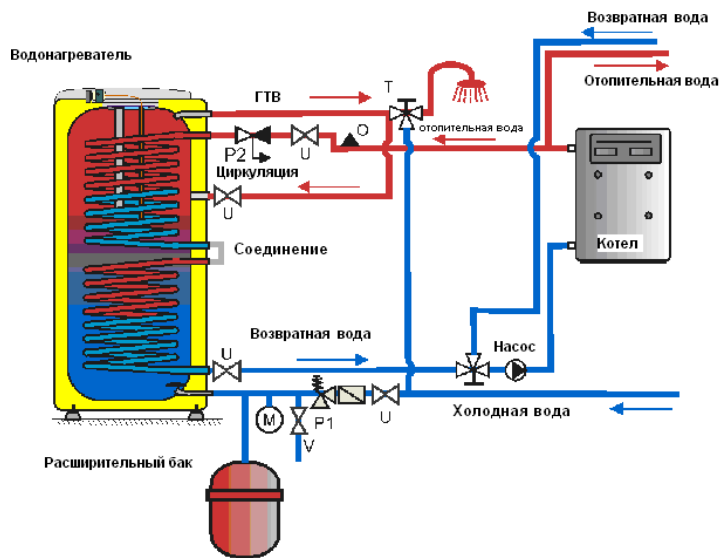 Возвратная вода
Водонагреватель
Отопительная вода
ГТВ
T
O
отопительная вода
P2
U
Циркуляция
U
Соединение
Котел
Возвратная вода
Насос
U
M
P1
U
V
Холодная вода
Расширительный бак